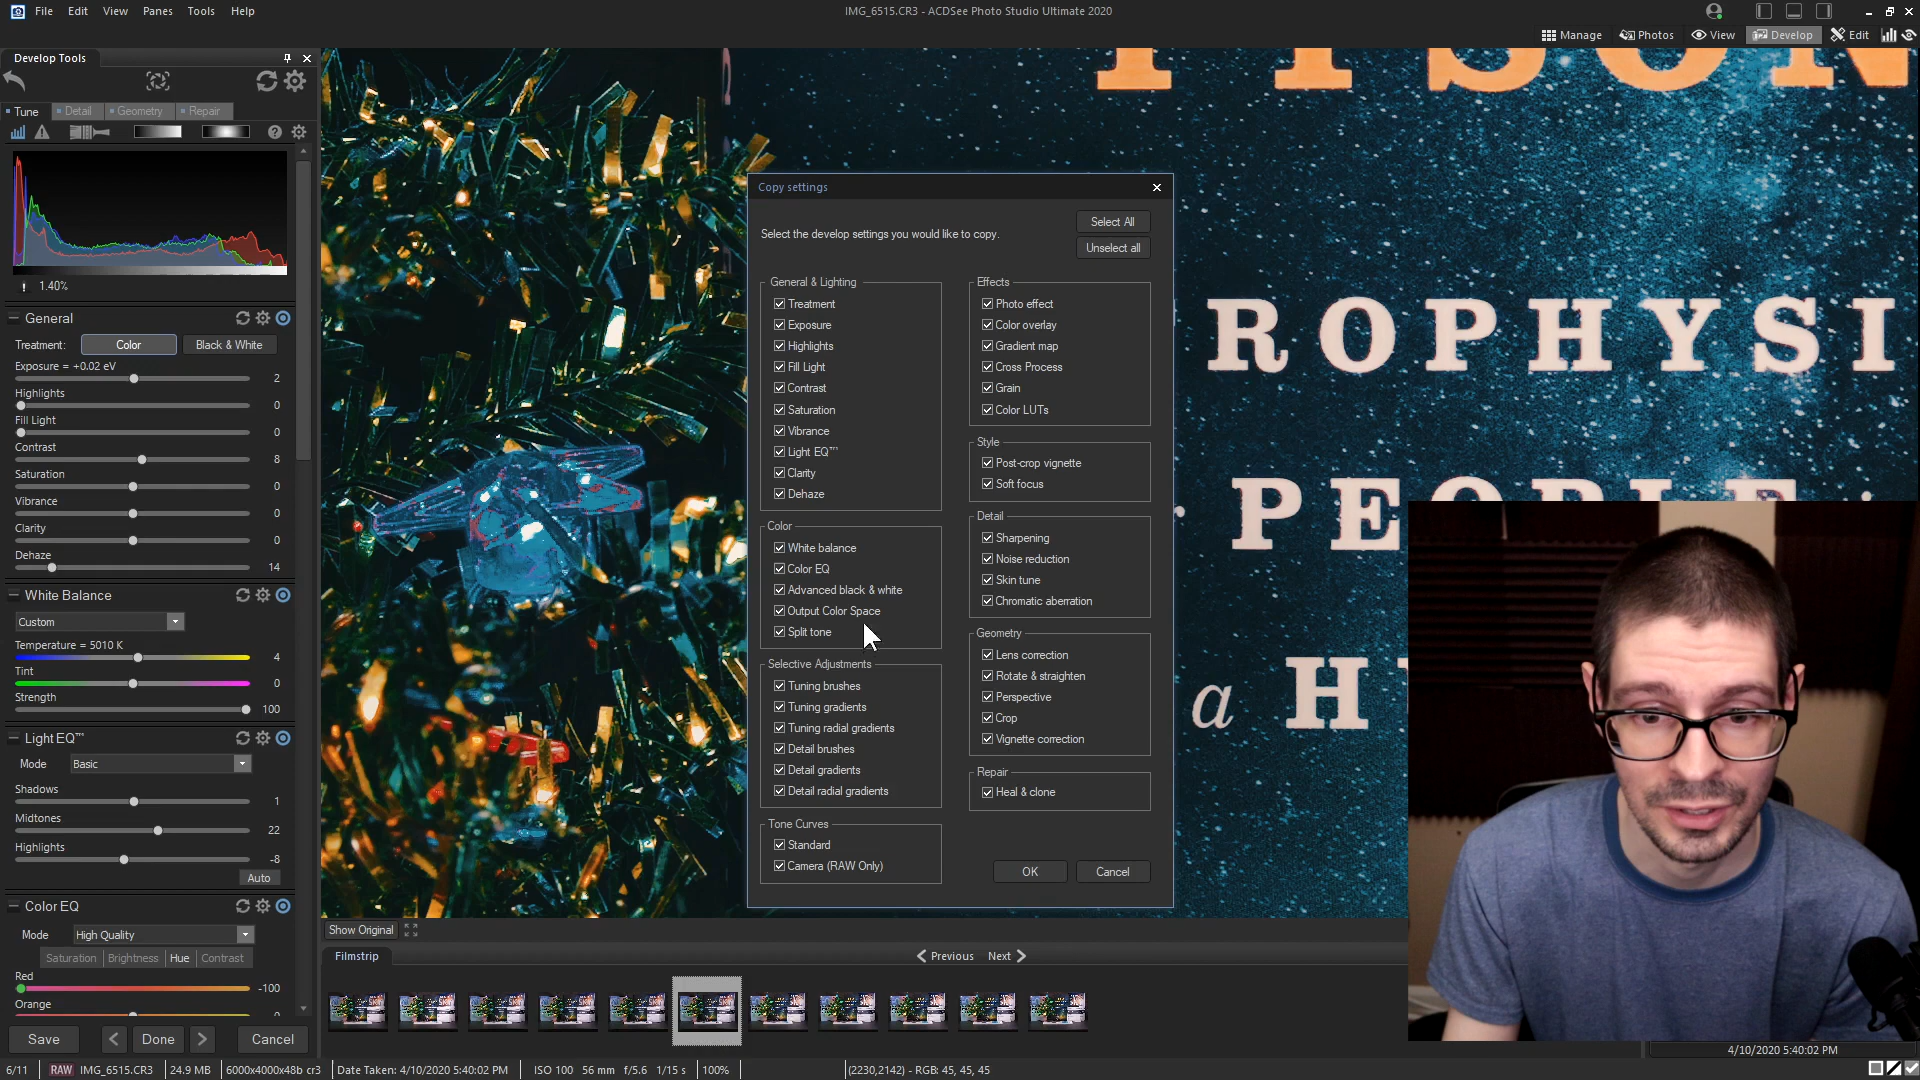 File Edit View Panes Tools Help
IMG_6515.CR3 - ACDSee Photo Studio Ultimate 2020
Manage Photos View Develop Edit
Develop Tools
Tune Detail Geometry Repair
1.40%
General
Treatment: Color Black & White
Exposure = +0.02 eV
2
Highlights
0
Fill Light
0
Contrast
8
Saturation
0
Vibrance
0
Clarity
0
Dehaze
14
White Balance
Custom
Temperature = 5010 K
4
Tint
0
Strength
100
Light EQ™
Mode Basic
Shadows
1
Midtones
22
Highlights
-8
Auto
Color EQ
Mode High Quality
Saturation Brightness Hue Contrast
Red
-100
Orange
Save Done Cancel
Copy settings
Select the develop settings you would like to copy.
Select All
Unselect all
General & Lighting
Treatment
Exposure
Highlights
Fill Light
Contrast
Saturation
Vibrance
Light EQ™
Clarity
Dehaze
Color
White balance
Color EQ
Advanced black & white
Output Color Space
Split tone
Selective Adjustments
Tuning brushes
Tuning gradients
Tuning radial gradients
Detail brushes
Detail gradients
Detail radial gradients
Tone Curves
Standard
Camera (RAW Only)
Effects
Photo effect
Color overlay
Gradient map
Cross Process
Grain
Color LUTs
Style
Post-crop vignette
Soft focus
Detail
Sharpening
Noise reduction
Skin tune
Chromatic aberration
Geometry
Lens correction
Rotate & straighten
Perspective
Crop
Vignette correction
Repair
Heal & clone
OK Cancel
TYSON
ROPHYSI
PEOPLE
a H
Show Original
Filmstrip
Previous Next
4/10/2020 5:40:02 PM
6/11 RAW IMG_6515.CR3 24.9 MB 6000x4000x48b cr3 Date Taken: 4/10/2020 5:40:02 PM ISO 100 56 mm f/5.6 1/15 s 100% (2230,2142) - RGB: 45, 45, 45